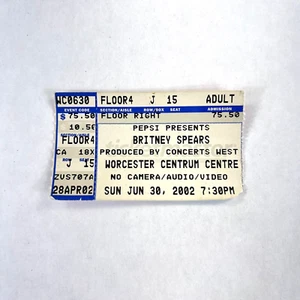 WC0630 FLOOR4 J 15 ADULT
EVENT CODE SECTION/AISLE ROW/BOX SEAT ADMISSION
$ 75.50 FLOOR RIGHT 75.50
10.50 PEPSI PRESENTS
FLOOR4 BRITNEY SPEARS
CA 18X PRODUCED BY CONCERTS WEST
J 15 WORCESTER CENTRUM CENTRE
ZVS707A NO CAMERA/AUDIO/VIDEO
28APR02 SUN JUN 30, 2002 7:30PM